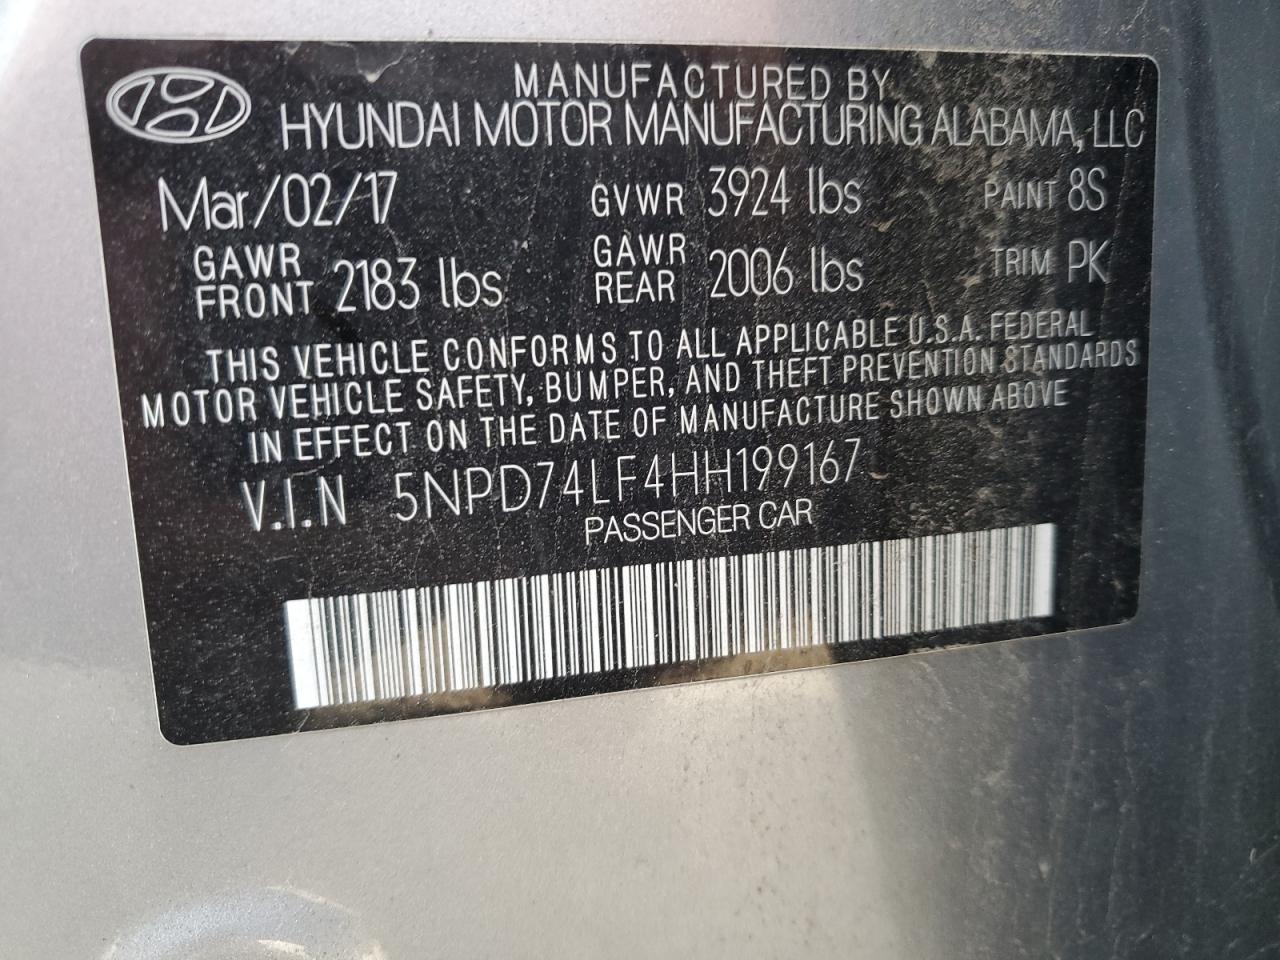 MANUFACTURED BY
HYUNDAI MOTOR MANUFACTURING ALABAMA, LLC
Mar/02/17 GVWR 3924 lbs PAINT 8S
GAWR FRONT 2183 lbs GAWR REAR 2006 lbs TRIM PK
THIS VEHICLE CONFORMS TO ALL APPLICABLE U.S.A. FEDERAL
MOTOR VEHICLE SAFETY, BUMPER, AND THEFT PREVENTION STANDARDS
IN EFFECT ON THE DATE OF MANUFACTURE SHOWN ABOVE
V.I.N 5NPD74LF4HH199167
PASSENGER CAR